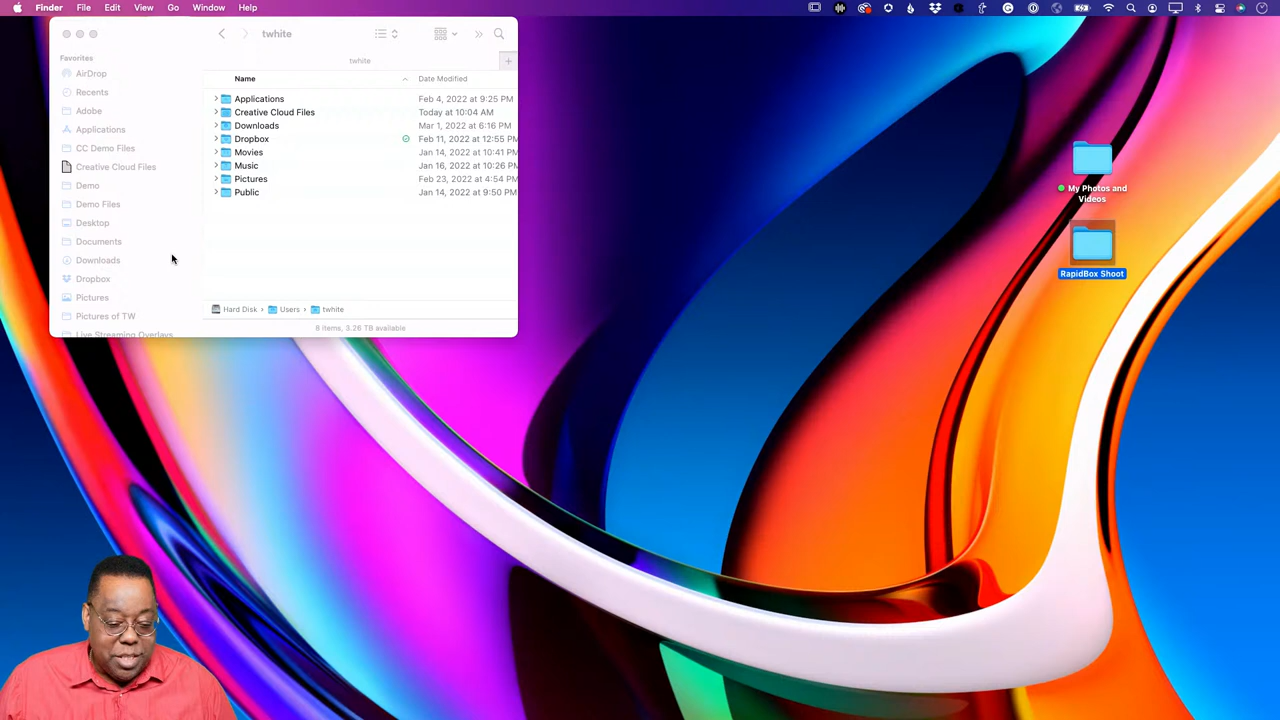 Finder File Edit View Go Window Help
twhite
twhite
Favorites
AirDrop
Recents
Adobe
Applications
CC Demo Files
Creative Cloud Files
Demo
Demo Files
Desktop
Documents
Downloads
Dropbox
Pictures
Pictures of TW
Live Streaming Overlays
Name Date Modified
Applications Feb 4, 2022 at 9:25 PM
Creative Cloud Files Today at 10:04 AM
Downloads Mar 1, 2022 at 6:16 PM
Dropbox Feb 11, 2022 at 12:55 PM
Movies Jan 14, 2022 at 10:41 PM
Music Jan 16, 2022 at 10:26 PM
Pictures Feb 23, 2022 at 4:54 PM
Public Jan 14, 2022 at 9:50 PM
Hard Disk › Users › twhite
8 items, 3.26 TB available
My Photos and
Videos
RapidBox Shoot